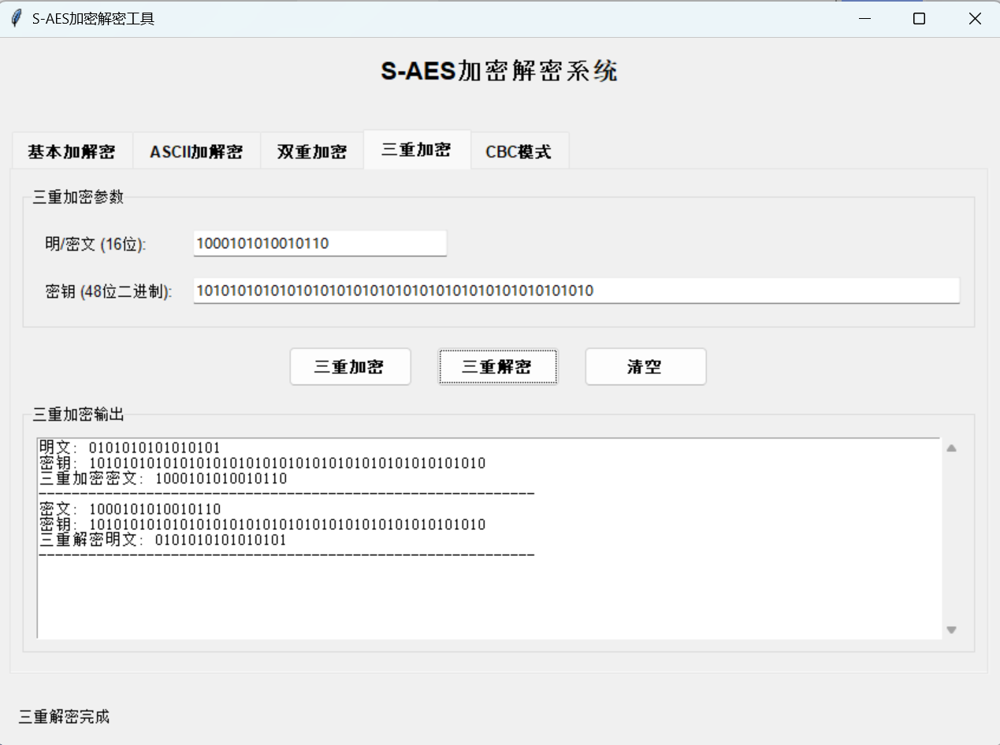 S-AES加密解密工具
S-AES加密解密系统
基本加解密 ASCII加解密 双重加密 三重加密 CBC模式
三重加密参数
明/密文 (16位): 1000101010010110
密钥 (48位二进制): 101010101010101010101010101010101010101010101010
三重加密 三重解密 清空
三重加密输出
明文: 0101010101010101
密钥: 101010101010101010101010101010101010101010101010
三重加密密文: 1000101010010110
------------------------------------------------------------
密文: 1000101010010110
密钥: 101010101010101010101010101010101010101010101010
三重解密明文: 0101010101010101
------------------------------------------------------------
三重解密完成